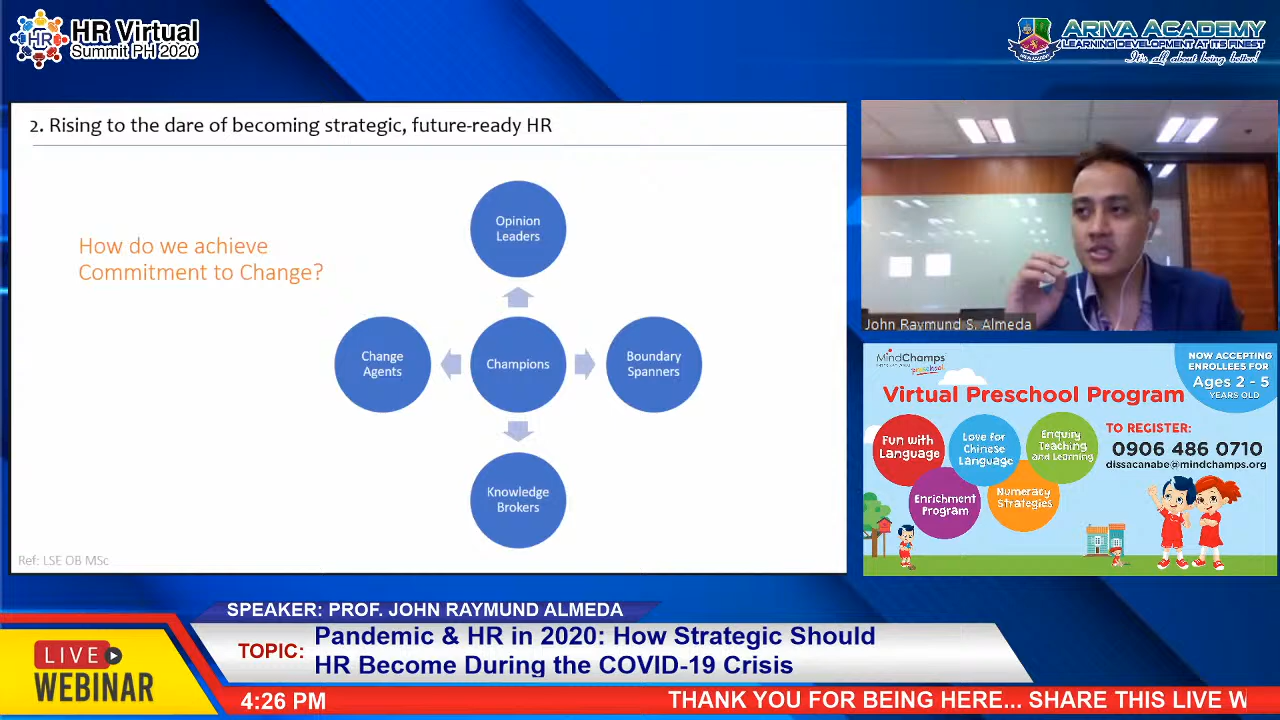 HR
HR Virtual
Summit PH 2020
ARIVA ACADEMY
LEARNING DEVELOPMENT AT ITS FINEST
It's all about being better!
2. Rising to the dare of becoming strategic, future-ready HR
How do we achieve
Commitment to Change?
Opinion
Leaders
Change
Agents
Champions
Boundary
Spanners
Knowledge
Brokers
Ref: LSE OB MSc
John Raymund S. Almeda
MindChamps
preschool
NOW ACCEPTING
ENROLLEES FOR
Ages 2 - 5
YEARS OLD
Virtual Preschool Program
Fun with
Language
Love for
Chinese
Language
Enquiry
Teaching
and Learning
Enrichment
Program
Numeracy
Strategies
TO REGISTER:
0906 486 0710
dissacanabe@mindchamps.org
SPEAKER: PROF. JOHN RAYMUND ALMEDA
TOPIC:
Pandemic & HR in 2020: How Strategic Should
HR Become During the COVID-19 Crisis
LIVE
WEBINAR
4:26 PM
THANK YOU FOR BEING HERE... SHARE THIS LIVE W